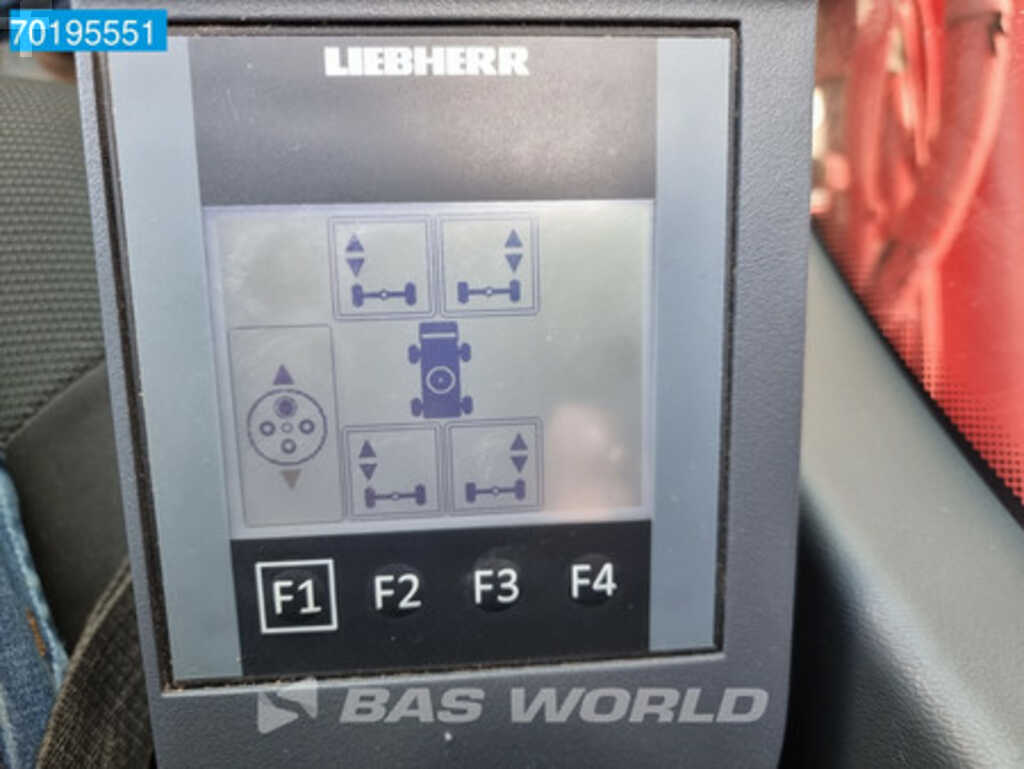 70195551
LIEBHERR
F1 F2 F3 F4
BAS WORLD